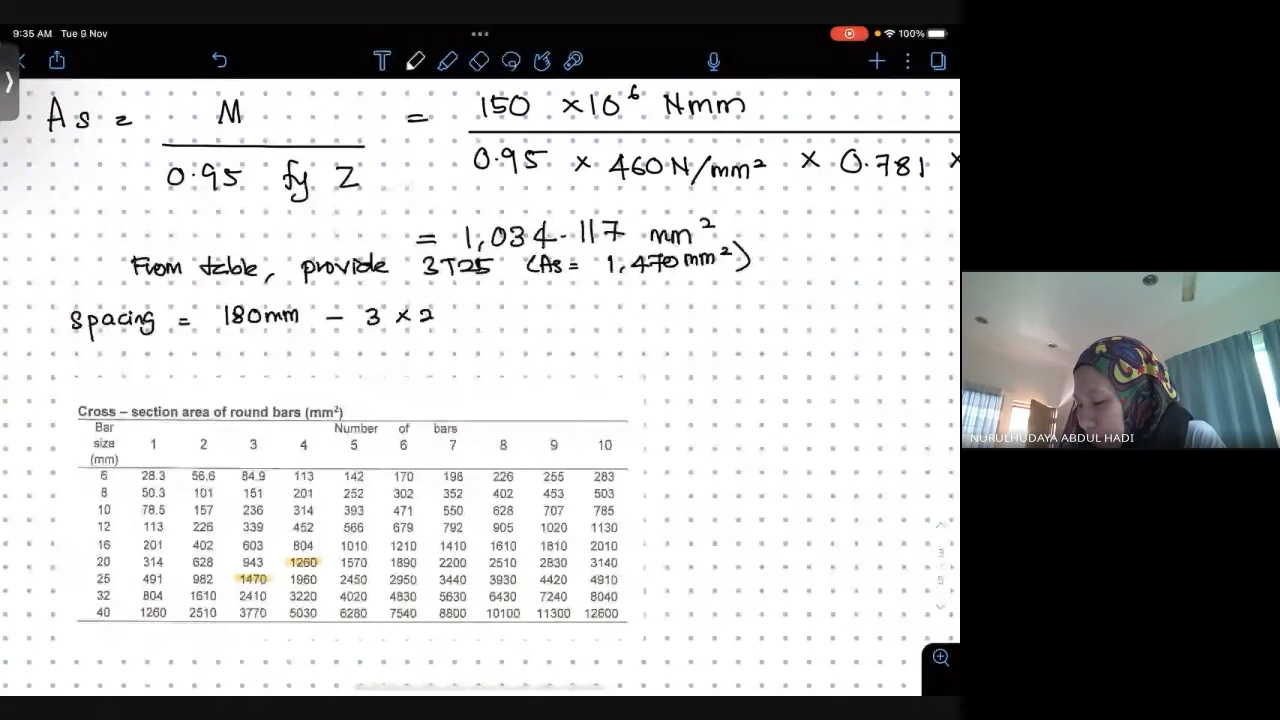 9:35 AM Tue 9 Nov
100%
As = M = 150 × 10⁶ Nmm
0.95 fy Z 0.95 × 460 N/mm² × 0.781 ×
= 1,034.117 mm²
From table, provide 3T25 (As = 1,470 mm²)
Spacing = 180mm − 3 × 2
Cross – section area of round bars (mm²)
Bar Number of bars
size 1 2 3 4 5 6 7 8 9 10
(mm)
6 28.3 56.6 84.9 113 142 170 198 226 255 283
8 50.3 101 151 201 252 302 352 402 453 503
10 78.5 157 236 314 393 471 550 628 707 785
12 113 226 339 452 566 679 792 905 1020 1130
16 201 402 603 804 1010 1210 1410 1610 1810 2010
20 314 628 943 1260 1570 1890 2200 2510 2830 3140
25 491 982 1470 1960 2450 2950 3440 3930 4420 4910
32 804 1610 2410 3220 4020 4830 5630 6430 7240 8040
40 1260 2510 3770 5030 6280 7540 8800 10100 11300 12600
NURULHUDAYA ABDUL HADI